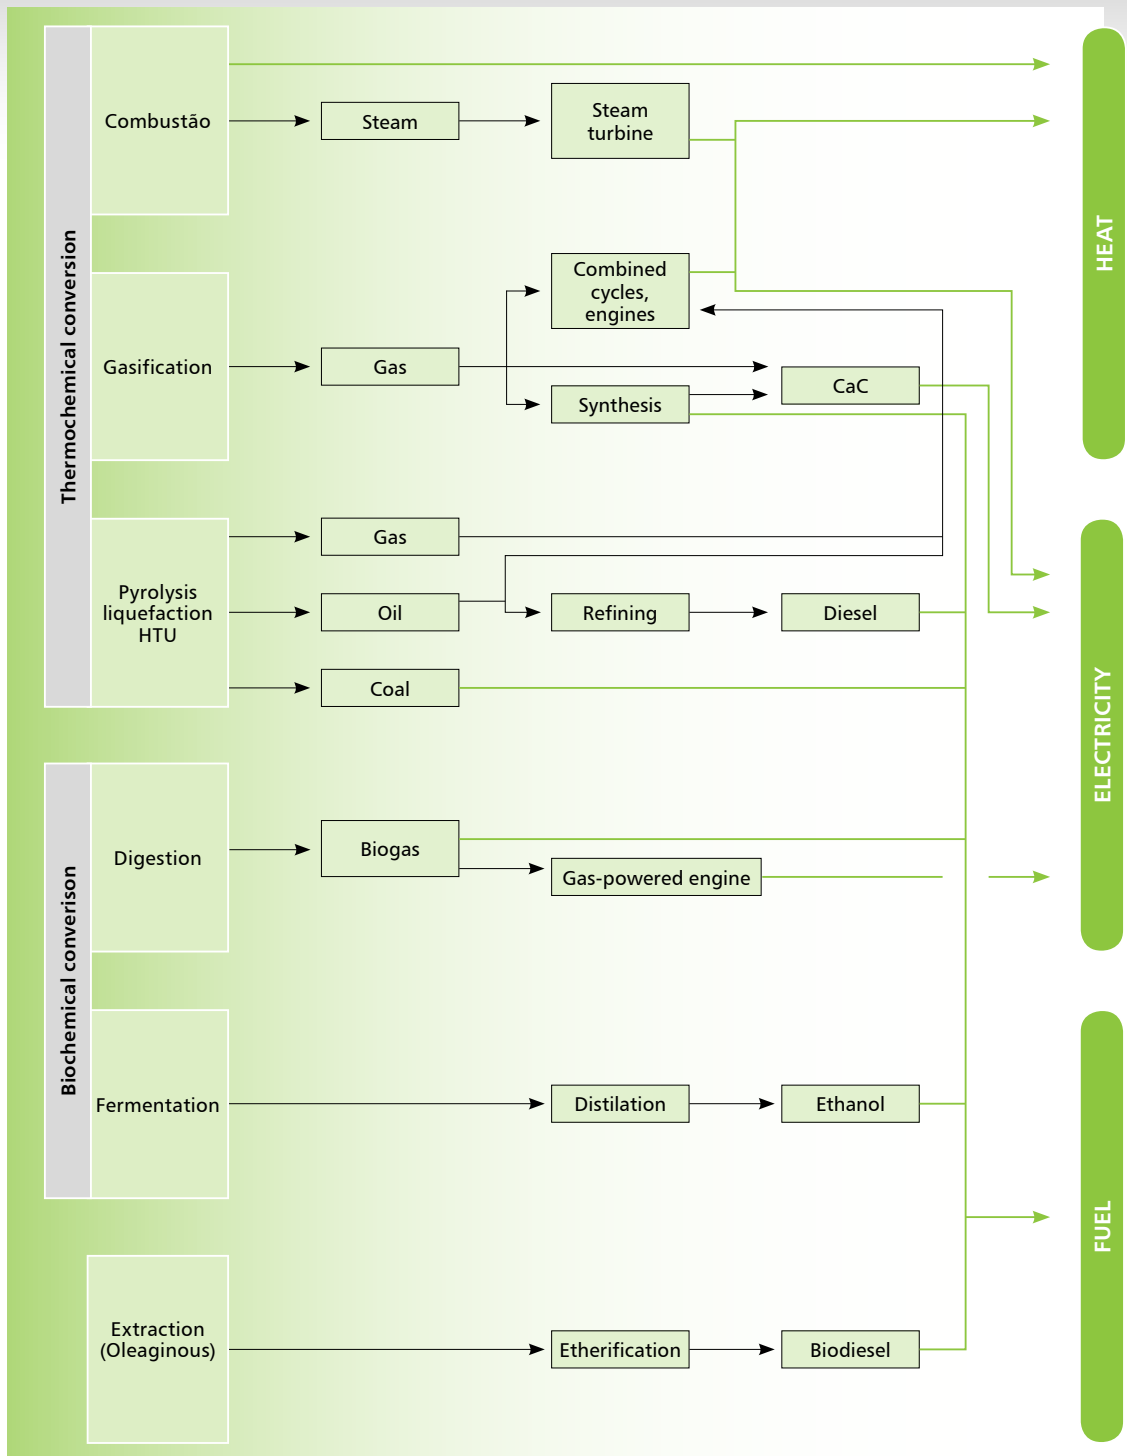 Thermochemical conversion
Combustão
Steam
Steam
turbine
HEAT
Gasification
Gas
Combined
cycles,
engines
Synthesis
CaC
Pyrolysis
liquefaction
HTU
Gas
Oil
Refining
Diesel
Coal
ELECTRICITY
Biochemical converison
Digestion
Biogas
Gas-powered engine
Fermentation
Distilation
Ethanol
FUEL
Extraction
(Oleaginous)
Etherification
Biodiesel